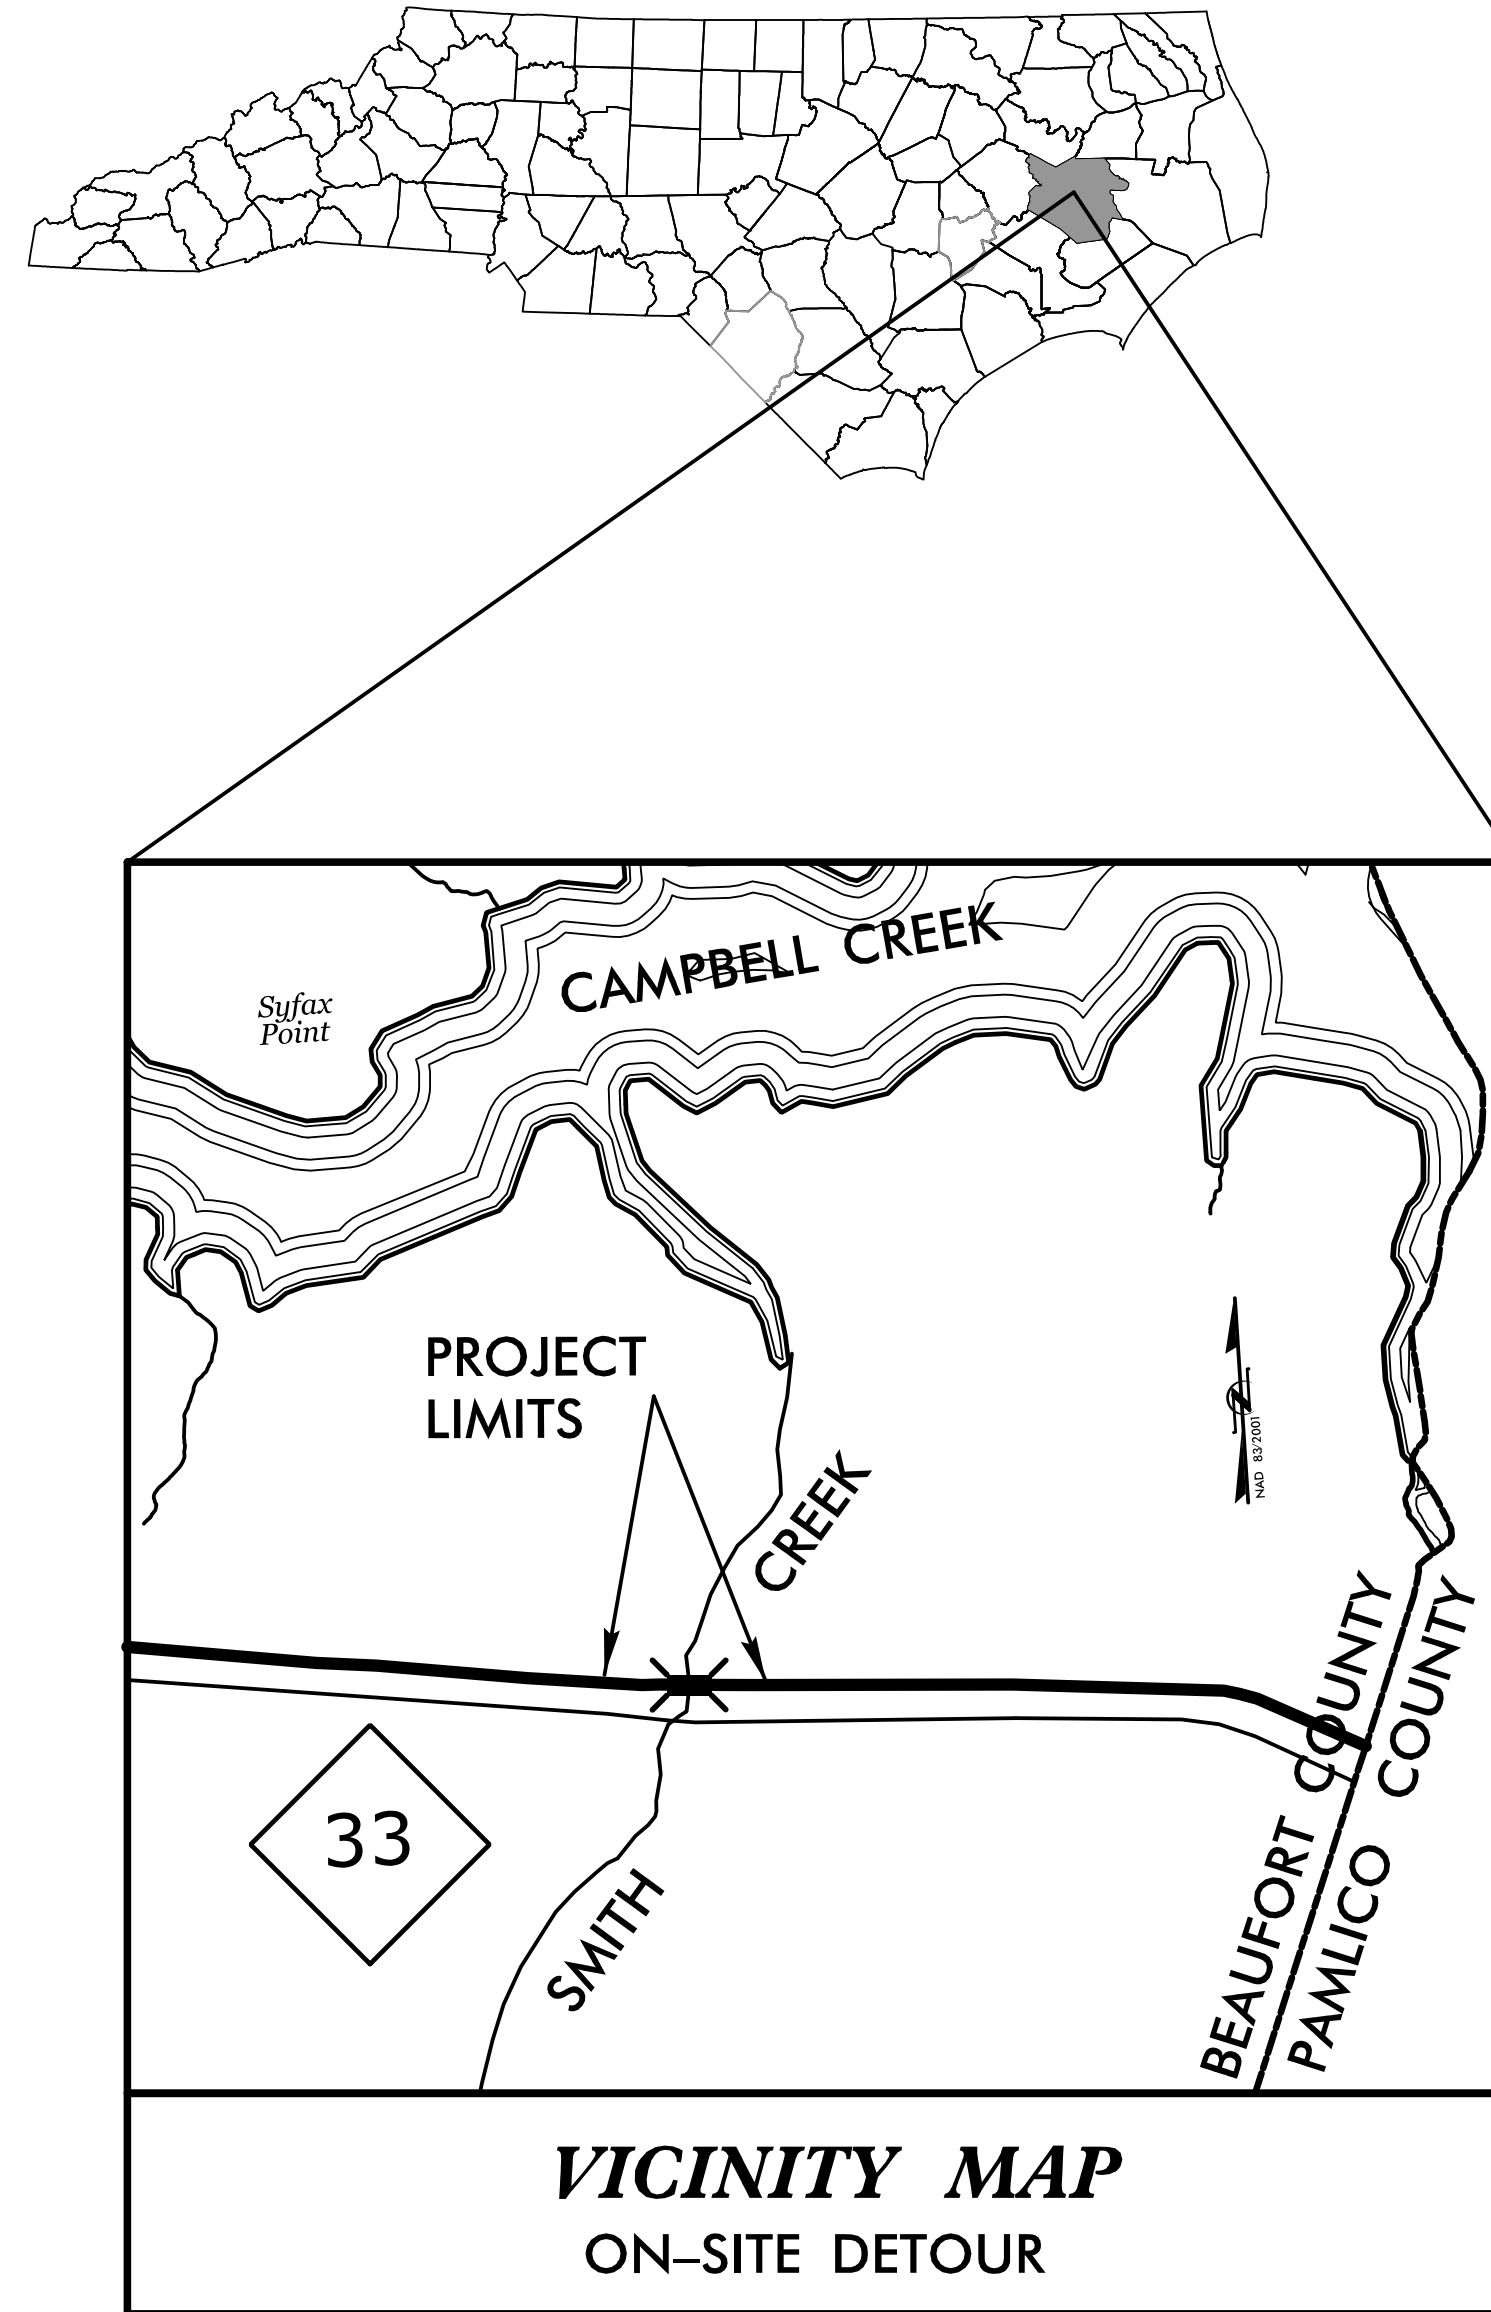 CAMPBELL CREEK
Syfax
Point
PROJECT
LIMITS
N
NAD 83/2001
SMITH CREEK
33
BEAUFORT COUNTY
PAMLICO COUNTY
VICINITY MAP
ON–SITE DETOUR